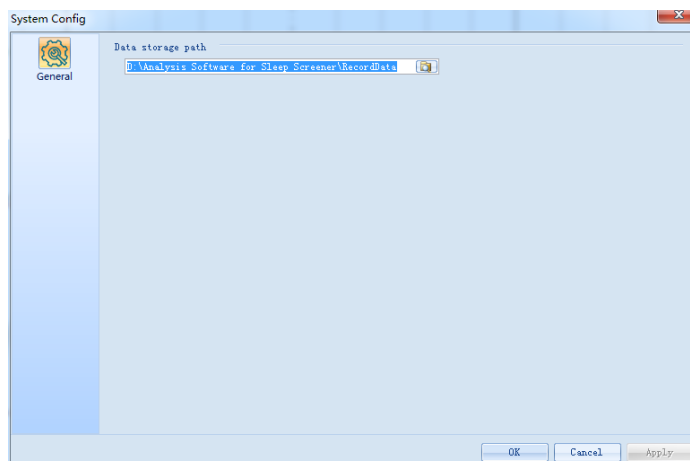 System Config
General
Data storage path
D:\Analysis Software for Sleep Screener\RecordData
OK
Cancel
Apply